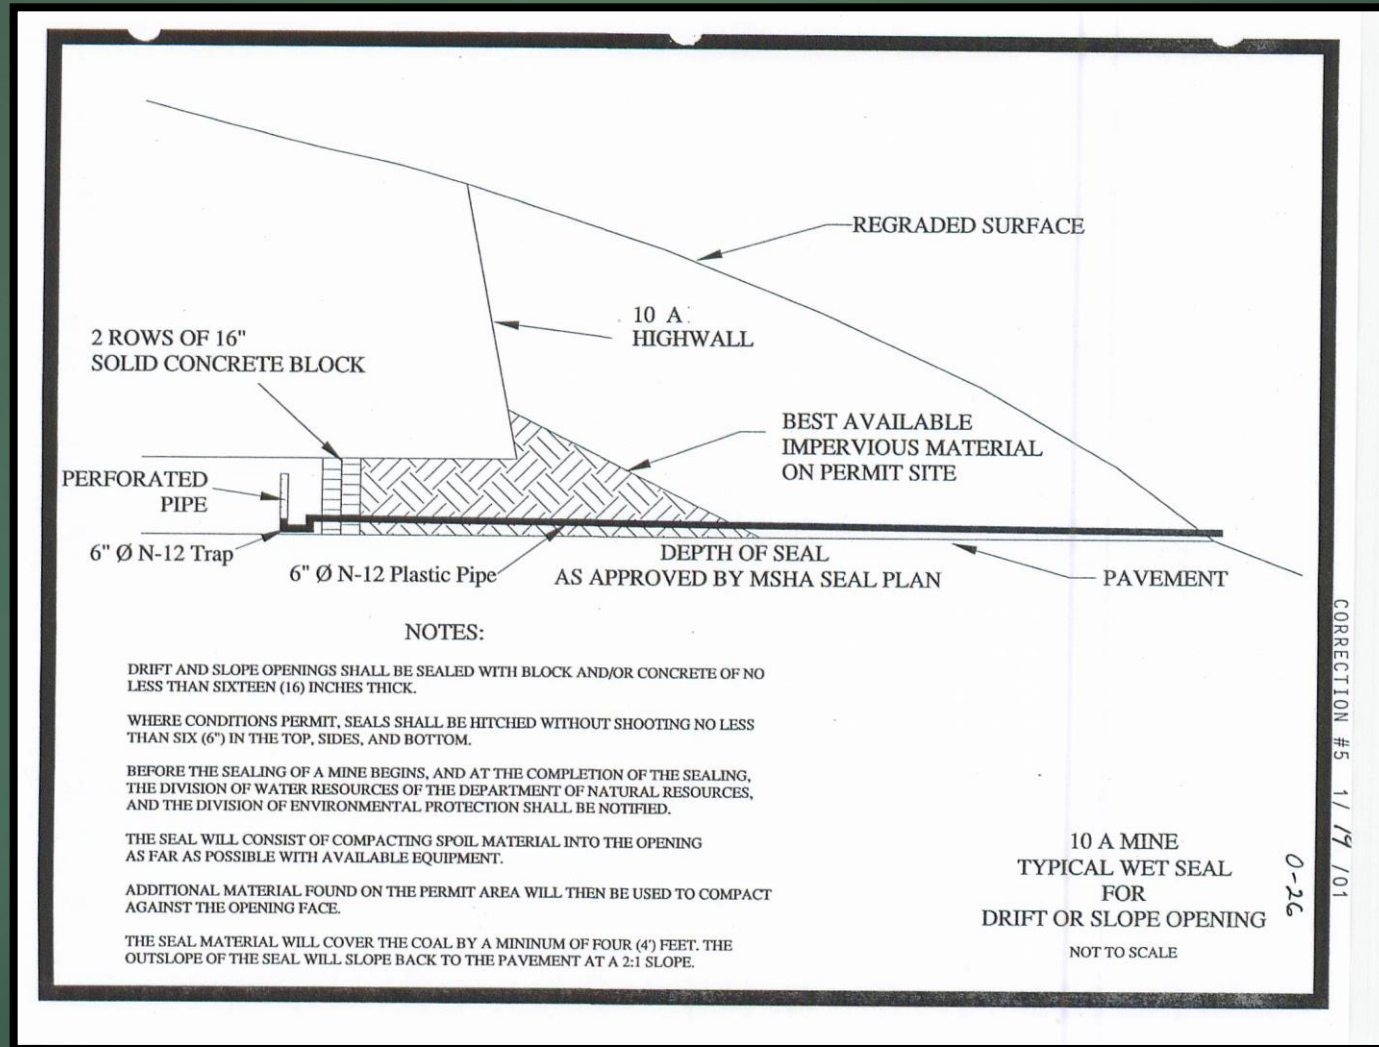 REGRADED SURFACE
10 A
HIGHWALL
2 ROWS OF 16"
SOLID CONCRETE BLOCK
BEST AVAILABLE
IMPERVIOUS MATERIAL
ON PERMIT SITE
PERFORATED
PIPE
6" Ø N-12 Trap
6" Ø N-12 Plastic Pipe
DEPTH OF SEAL
AS APPROVED BY MSHA SEAL PLAN
PAVEMENT
NOTES:
DRIFT AND SLOPE OPENINGS SHALL BE SEALED WITH BLOCK AND/OR CONCRETE OF NO
LESS THAN SIXTEEN (16) INCHES THICK.
WHERE CONDITIONS PERMIT, SEALS SHALL BE HITCHED WITHOUT SHOOTING NO LESS
THAN SIX (6") IN THE TOP, SIDES, AND BOTTOM.
BEFORE THE SEALING OF A MINE BEGINS, AND AT THE COMPLETION OF THE SEALING,
THE DIVISION OF WATER RESOURCES OF THE DEPARTMENT OF NATURAL RESOURCES,
AND THE DIVISION OF ENVIRONMENTAL PROTECTION SHALL BE NOTIFIED.
THE SEAL WILL CONSIST OF COMPACTING SPOIL MATERIAL INTO THE OPENING
AS FAR AS POSSIBLE WITH AVAILABLE EQUIPMENT.
ADDITIONAL MATERIAL FOUND ON THE PERMIT AREA WILL THEN BE USED TO COMPACT
AGAINST THE OPENING FACE.
THE SEAL MATERIAL WILL COVER THE COAL BY A MININUM OF FOUR (4') FEET. THE
OUTSLOPE OF THE SEAL WILL SLOPE BACK TO THE PAVEMENT AT A 2:1 SLOPE.
10 A MINE
TYPICAL WET SEAL
FOR
DRIFT OR SLOPE OPENING
NOT TO SCALE
O-26
CORRECTION #5 1/19/01